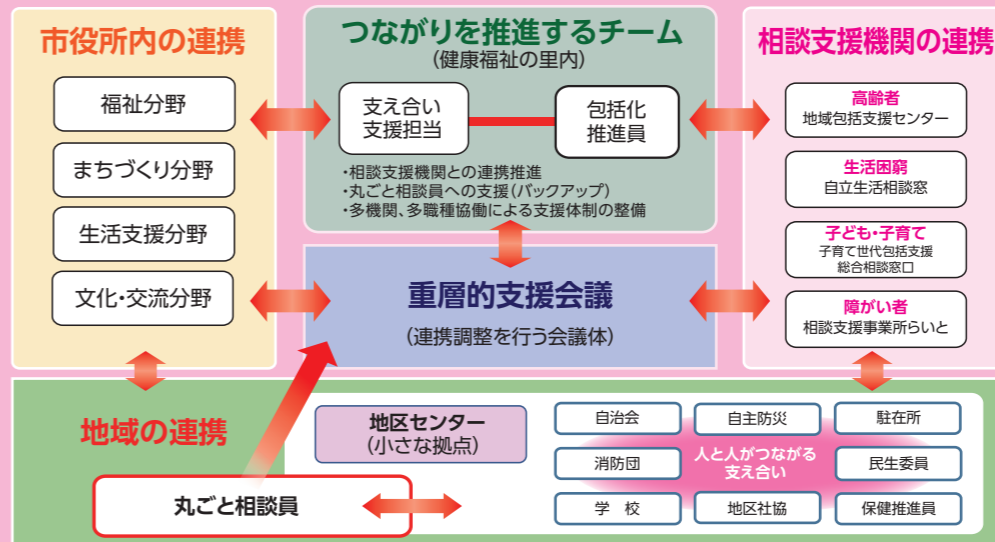 市役所内の連携
福祉分野
まちづくり分野
生活支援分野
文化・交流分野
つながりを推進するチーム
(健康福祉の里内)
支え合い
支援担当
包括化
推進員
・相談支援機関との連携推進
・丸ごと相談員への支援(バックアップ)
・多機関、多職種協働による支援体制の整備
重層的支援会議
(連携調整を行う会議体)
相談支援機関の連携
高齢者
地域包括支援センター
生活困窮
自立生活相談窓
子ども・子育て
子育て世代包括支援
総合相談窓口
障がい者
相談支援事業所らいと
地域の連携
丸ごと相談員
地区センター
(小さな拠点)
自治会
自主防災
駐在所
消防団
人と人がつながる
支え合い
民生委員
学　校
地区社協
保健推進員